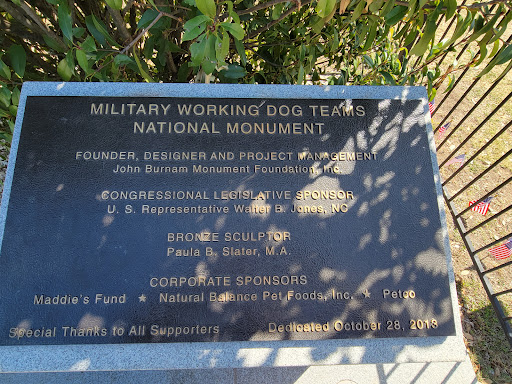 MILITARY WORKING DOG TEAMS
NATIONAL MONUMENT
FOUNDER, DESIGNER AND PROJECT MANAGEMENT
John Burnam Monument Foundation, Inc.
CONGRESSIONAL LEGISLATIVE SPONSOR
U. S. Representative Walter B. Jones, NC
BRONZE SCULPTOR
Paula B. Slater, M.A.
CORPORATE SPONSORS
Maddie's Fund ★ Natural Balance Pet Foods, Inc. ★ Petco
Special Thanks to All Supporters Dedicated October 28, 2013